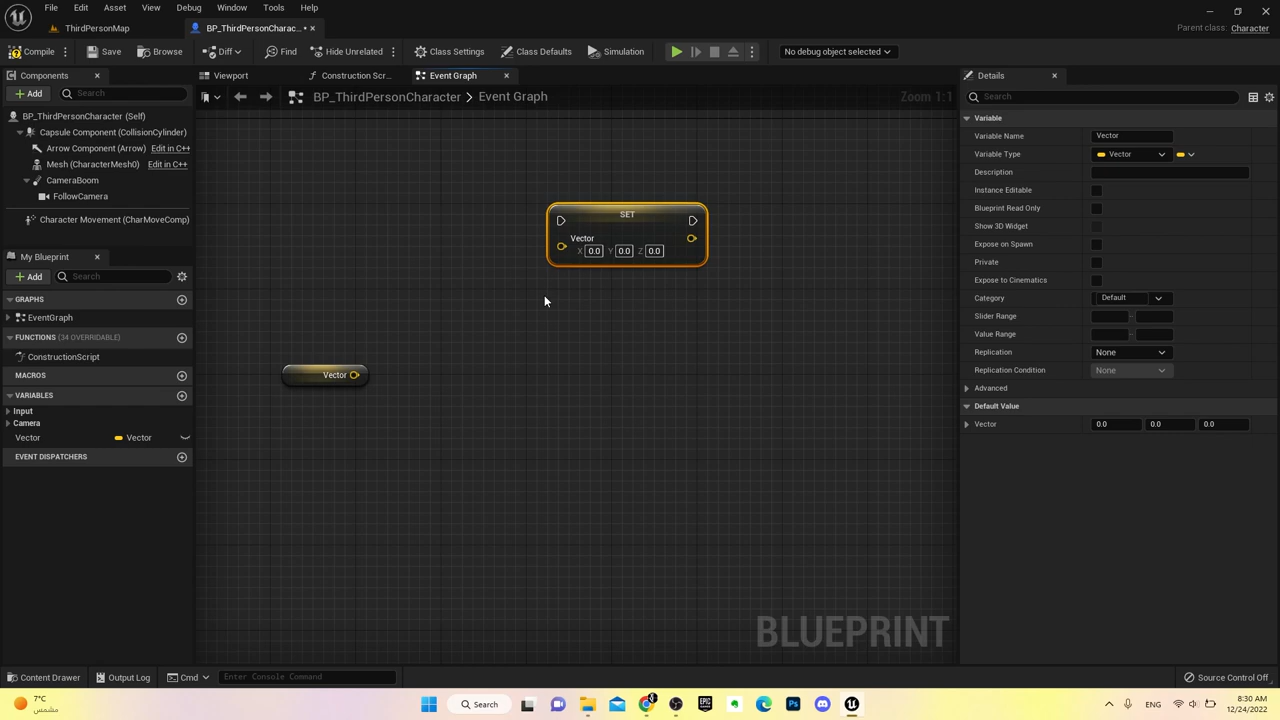 File Edit Asset View Debug Window Tools Help
ThirdPersonMap
BP_ThirdPersonCharac...
Parent class: Character
Compile Save Browse Diff Find Hide Unrelated Class Settings Class Defaults Simulation No debug object selected
Components
Add Search
BP_ThirdPersonCharacter (Self)
Capsule Component (CollisionCylinder)
Arrow Component (Arrow) Edit in C++
Mesh (CharacterMesh0) Edit in C++
CameraBoom
FollowCamera
Character Movement (CharMoveComp)
My Blueprint
Add Search
GRAPHS
EventGraph
FUNCTIONS (34 OVERRIDABLE)
ConstructionScript
MACROS
VARIABLES
Input
Camera
Vector Vector
EVENT DISPATCHERS
Viewport Construction Scr... Event Graph
BP_ThirdPersonCharacter > Event Graph Zoom 1:1
SET
Vector
X 0.0 Y 0.0 Z 0.0
Vector
BLUEPRINT
Details
Search
Variable
Variable Name Vector
Variable Type Vector
Description
Instance Editable
Blueprint Read Only
Show 3D Widget
Expose on Spawn
Private
Expose to Cinematics
Category Default
Slider Range
Value Range
Replication None
Replication Condition None
Advanced
Default Value
Vector 0.0 0.0 0.0
Content Drawer Output Log Cmd Enter Console Command Source Control Off
7°C
مشمس
Search
ENG
8:30 AM
12/24/2022